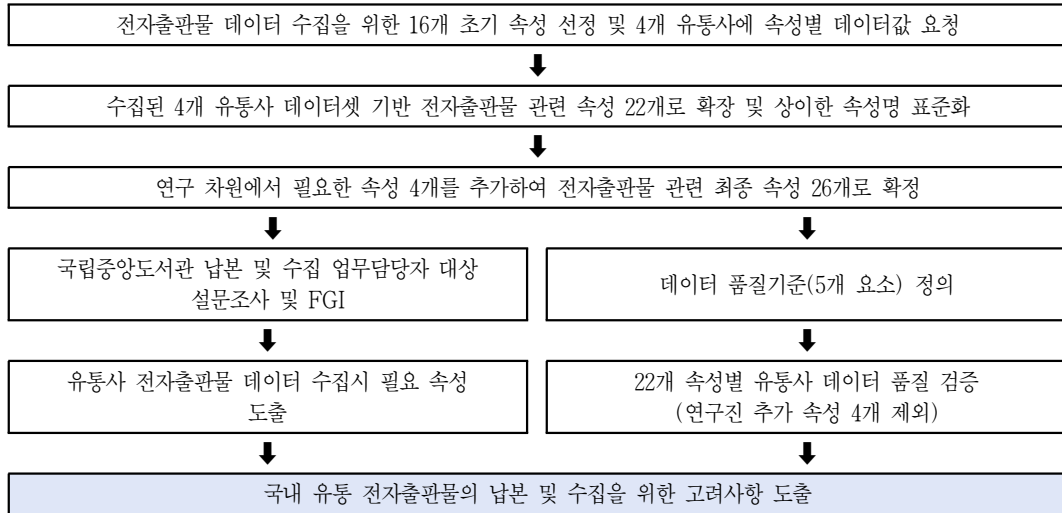 전자출판물 데이터 수집을 위한 16개 초기 속성 선정 및 4개 유통사에 속성별 데이터값 요청
수집된 4개 유통사 데이터셋 기반 전자출판물 관련 속성 22개로 확장 및 상이한 속성명 표준화
연구 차원에서 필요한 속성 4개를 추가하여 전자출판물 관련 최종 속성 26개로 확정
국립중앙도서관 납본 및 수집 업무담당자 대상
설문조사 및 FGI
데이터 품질기준(5개 요소) 정의
유통사 전자출판물 데이터 수집시 필요 속성
도출
22개 속성별 유통사 데이터 품질 검증
(연구진 추가 속성 4개 제외)
국내 유통 전자출판물의 납본 및 수집을 위한 고려사항 도출